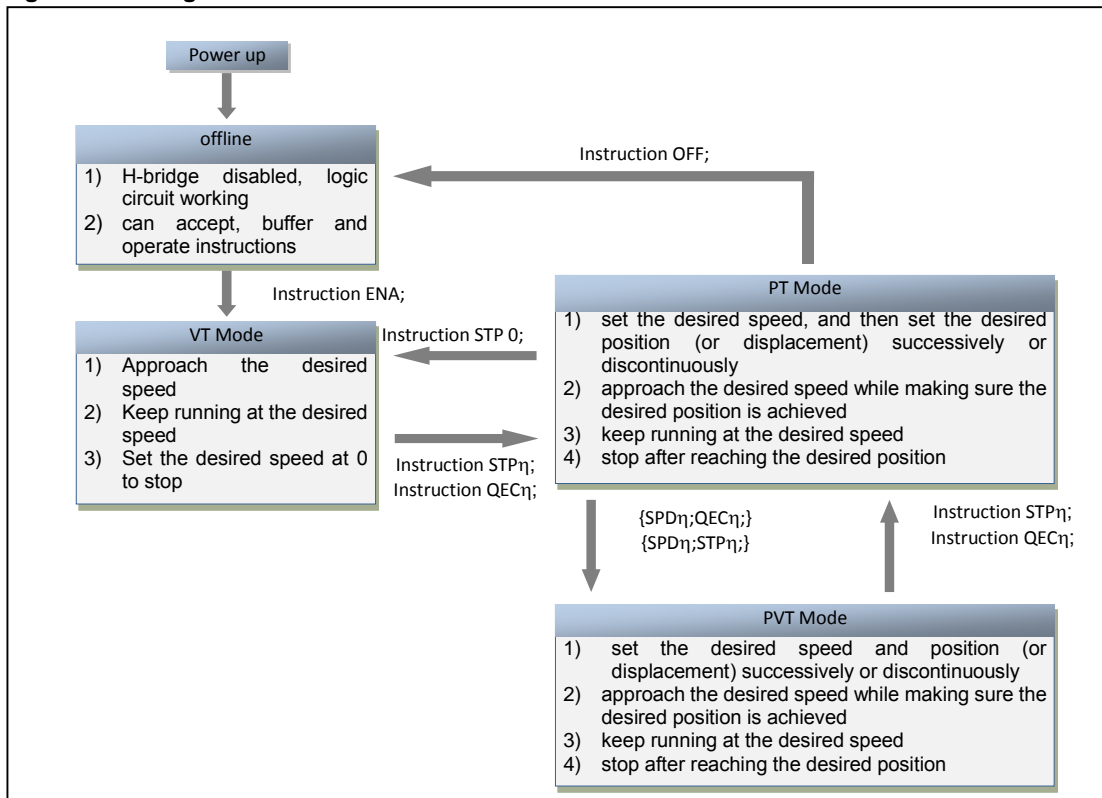 Power up
offline
1) H-bridge disabled, logic
circuit working
2) can accept, buffer and
operate instructions
Instruction OFF;
Instruction ENA;
VT Mode
1) Approach the desired
speed
2) Keep running at the desired
speed
3) Set the desired speed at 0
to stop
Instruction STP 0;
Instruction STPη;
Instruction QECη;
PT Mode
1) set the desired speed, and then set the desired
position (or displacement) successively or
discontinuously
2) approach the desired speed while making sure the
desired position is achieved
3) keep running at the desired speed
4) stop after reaching the desired position
{SPDη;QECη;}
{SPDη;STPη;}
Instruction STPη;
Instruction QECη;
PVT Mode
1) set the desired speed and position (or
displacement) successively or discontinuously
2) approach the desired speed while making sure the
desired position is achieved
3) keep running at the desired speed
4) stop after reaching the desired position